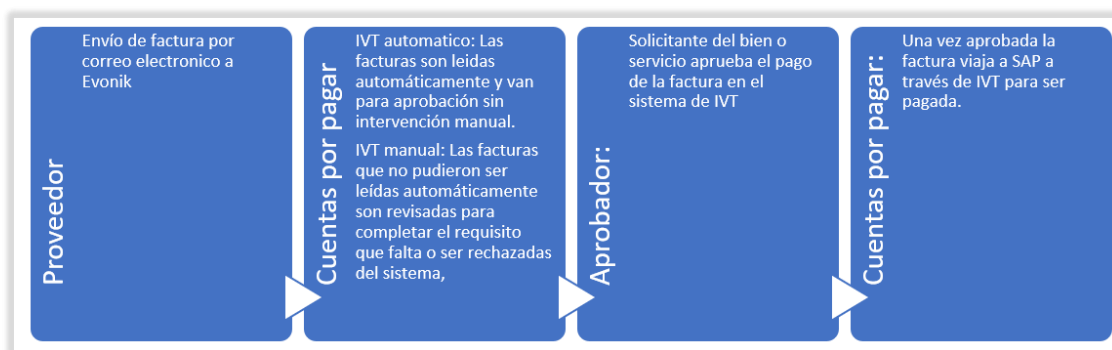 Proveedor
Envío de factura por
correo electronico a
Evonik
Cuentas por pagar
IVT automatico: Las
facturas son leidas
automáticamente y van
para aprobación sin
intervención manual.
IVT manual: Las facturas
que no pudieron ser
leídas automáticamente
son revisadas para
completar el requisito
que falta o ser rechazadas
del sistema,
Aprobador:
Solicitante del bien o
servicio aprueba el pago
de la factura en el
sistema de IVT
Cuentas por pagar:
Una vez aprobada la
factura viaja a SAP a
través de IVT para ser
pagada.